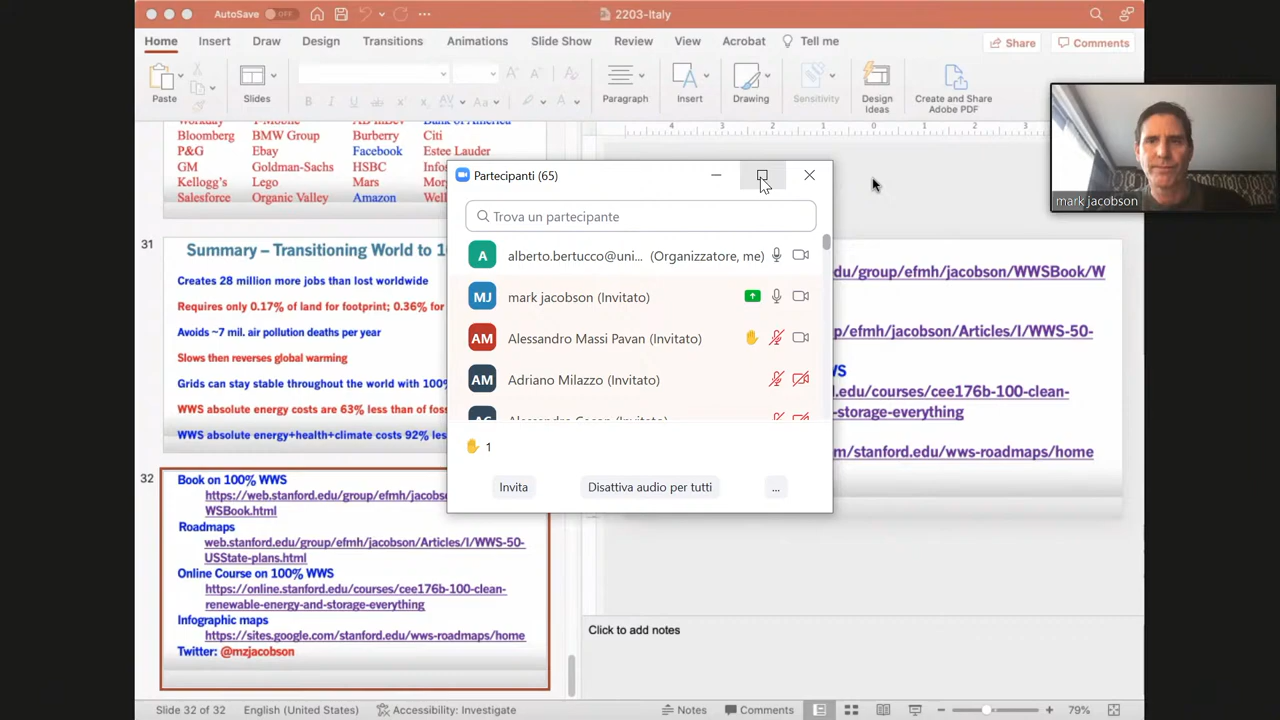 AutoSave OFF
2203-Italy
Home Insert Draw Design Transitions Animations Slide Show Review View Acrobat Tell me
Share Comments
Paste
Slides
Paragraph
Insert
Drawing
Sensitivity
Design
Ideas
Create and Share
Adobe PDF
4 3 2 1 0 1 2 3
Bloomberg BMW Group Burberry Citi
P&G Ebay Facebook Estee Lauder
GM Goldman-Sachs HSBC
Kellogg's Lego Mars
Salesforce Organic Valley Amazon
31
Summary – Transitioning World to
Creates 28 million more jobs than lost worldwide
Requires only 0.17% of land for footprint; 0.36% for
Avoids ~7 mil. air pollution deaths per year
Slows then reverses global warming
Grids can stay stable throughout the world with 100%
WWS absolute energy costs are 63% less than of
WWS absolute energy+health+climate costs 92%
32
Book on 100% WWS
https://web.stanford.edu/group/efmh/jacobs
WSBook.html
Roadmaps
web.stanford.edu/group/efmh/jacobson/Articles/I/WWS-50-
USState-plans.html
Online Course on 100% WWS
https://online.stanford.edu/courses/cee176b-100-clean-
renewable-energy-and-storage-everything
Infographic maps
https://sites.google.com/stanford.edu/wws-roadmaps/home
Twitter: @mzjacobson
Partecipanti (65)
Trova un partecipante
A alberto.bertucco@uni... (Organizzatore, me)
MJ mark jacobson (Invitato)
AM Alessandro Massi Pavan (Invitato)
AM Adriano Milazzo (Invitato)
1
Invita Disattiva audio per tutti ...
du/group/efmh/jacobson/WWSBook/W
/efmh/jacobson/Articles/I/WWS-50-
WS
l.edu/courses/cee176b-100-clean-
-storage-everything
m/stanford.edu/wws-roadmaps/home
mark jacobson
Click to add notes
Slide 32 of 32 English (United States) Accessibility: Investigate Notes Comments 79%